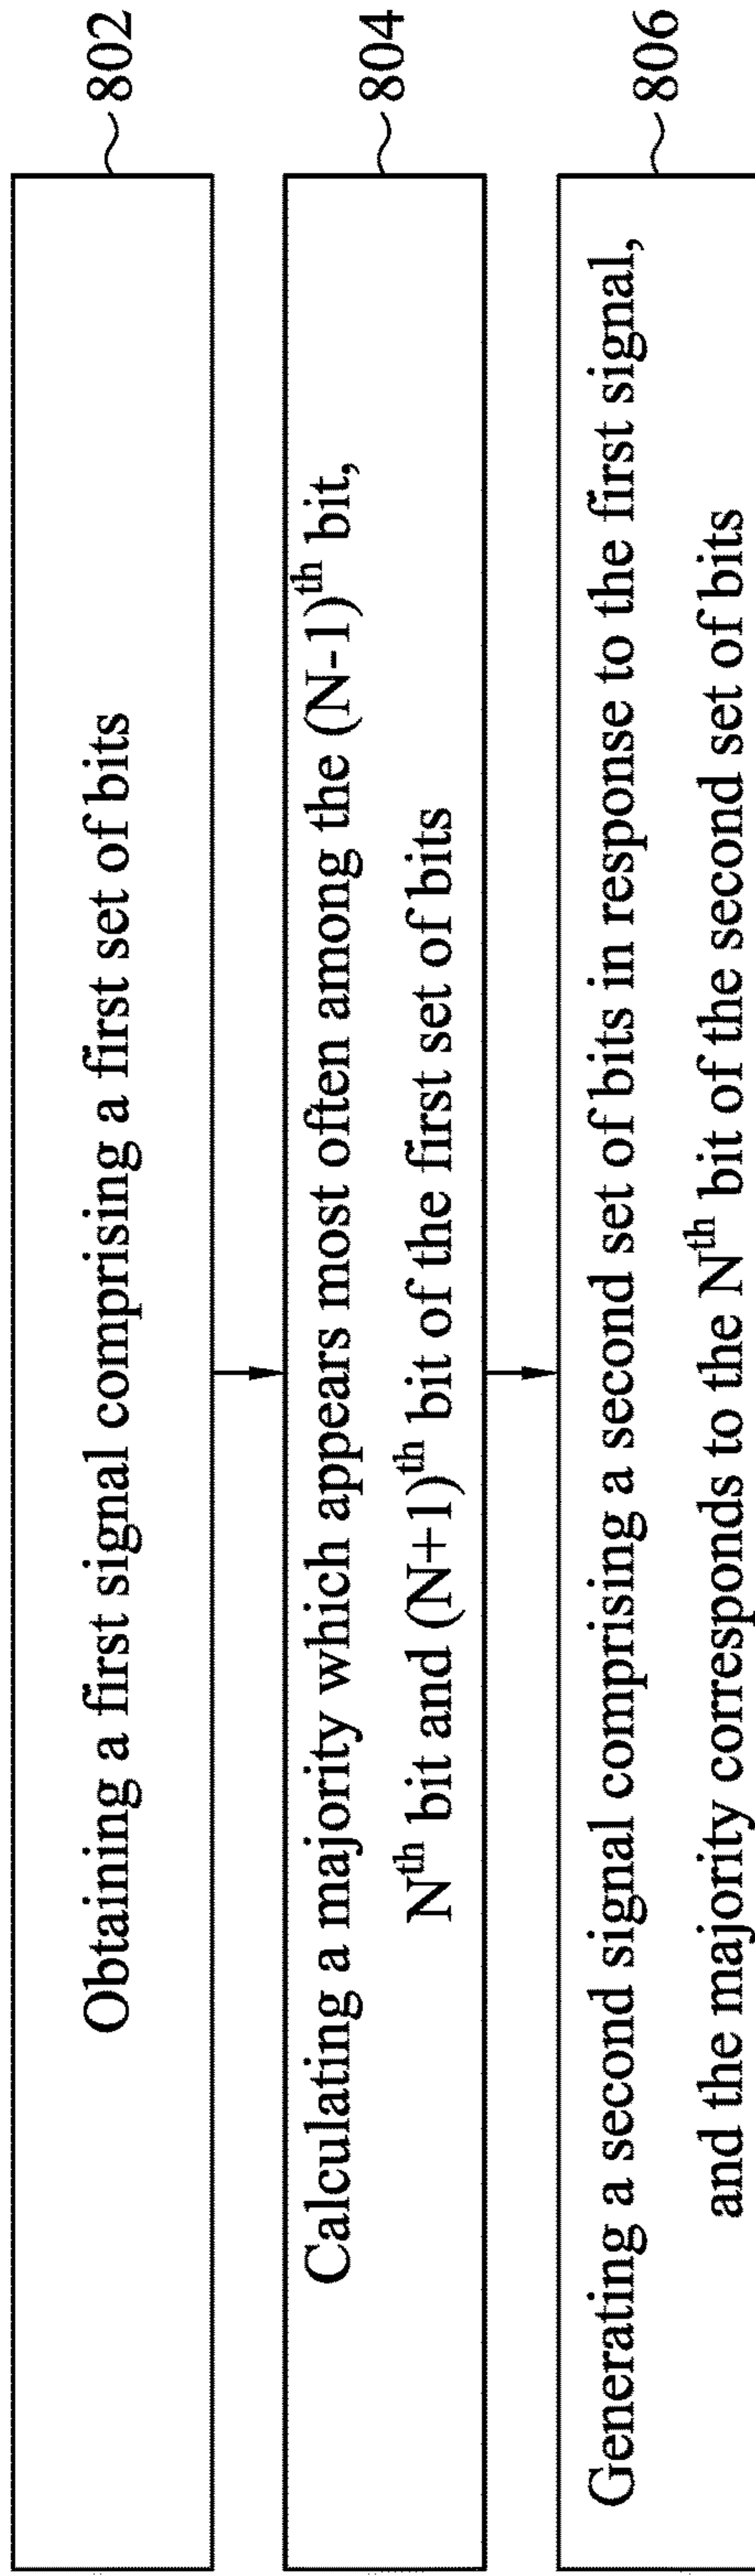 Obtaining a first signal comprising a first set of bits
802
Calculating a majority which appears most often among the (N-1)th bit,
Nth bit and (N+1)th bit of the first set of bits
804
Generating a second signal comprising a second set of bits in response to the first signal,
and the majority corresponds to the Nth bit of the second set of bits
806